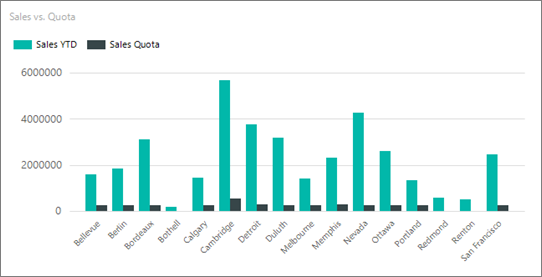 Sales vs. Quota
Sales YTD Sales Quota
6000000
4000000
2000000
0
Bellevue
Berlin
Bordeaux
Bothell
Calgary
Cambridge
Detroit
Duluth
Melbourne
Memphis
Nevada
Ottawa
Portland
Redmond
Renton
San Francisco